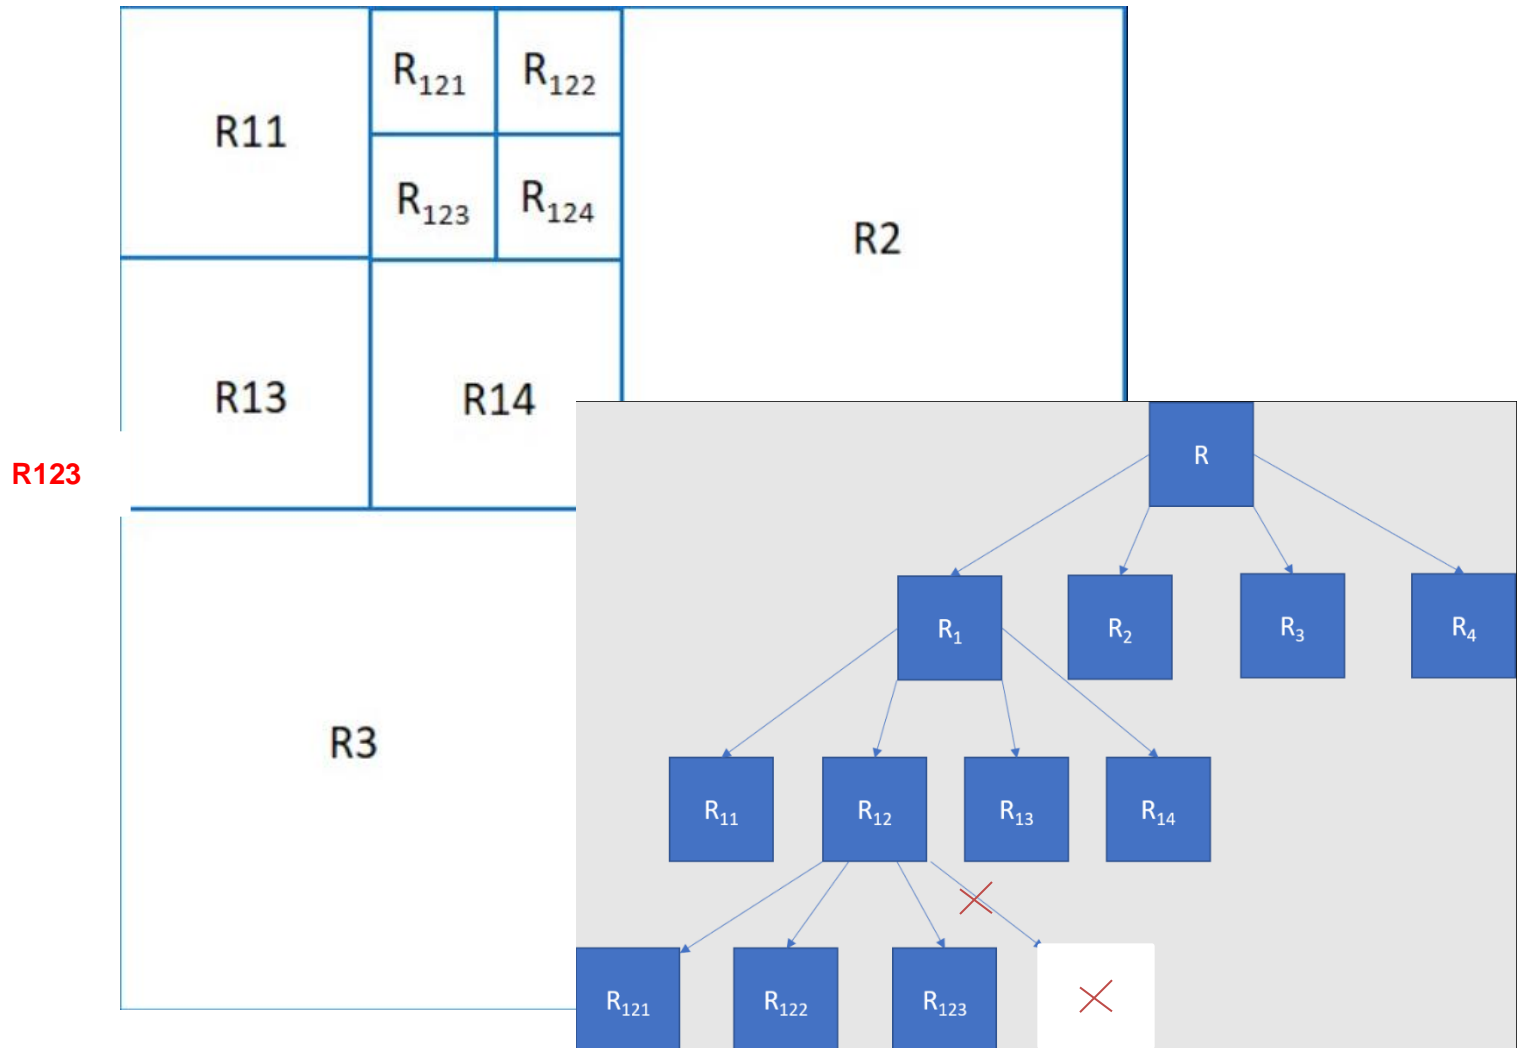 R₁₂₁ R₁₂₂
R11
R₁₂₃ R₁₂₄
R2
R13 R14
R123
R3
R
R₁ R₂ R₃ R₄
R₁₁ R₁₂ R₁₃ R₁₄
R₁₂₁ R₁₂₂ R₁₂₃